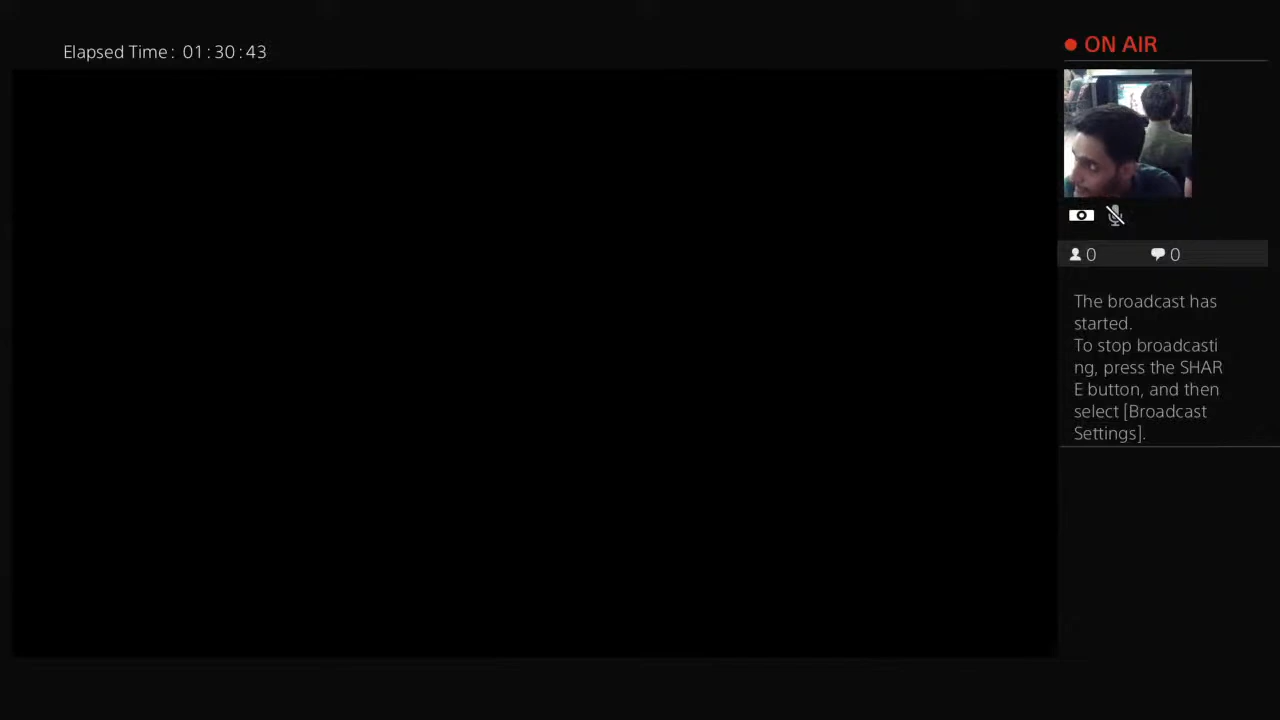 Elapsed Time: 01:30:43
ON AIR
0
0
The broadcast has
started.
To stop broadcasti
ng, press the SHAR
E button, and then
select [Broadcast
Settings].